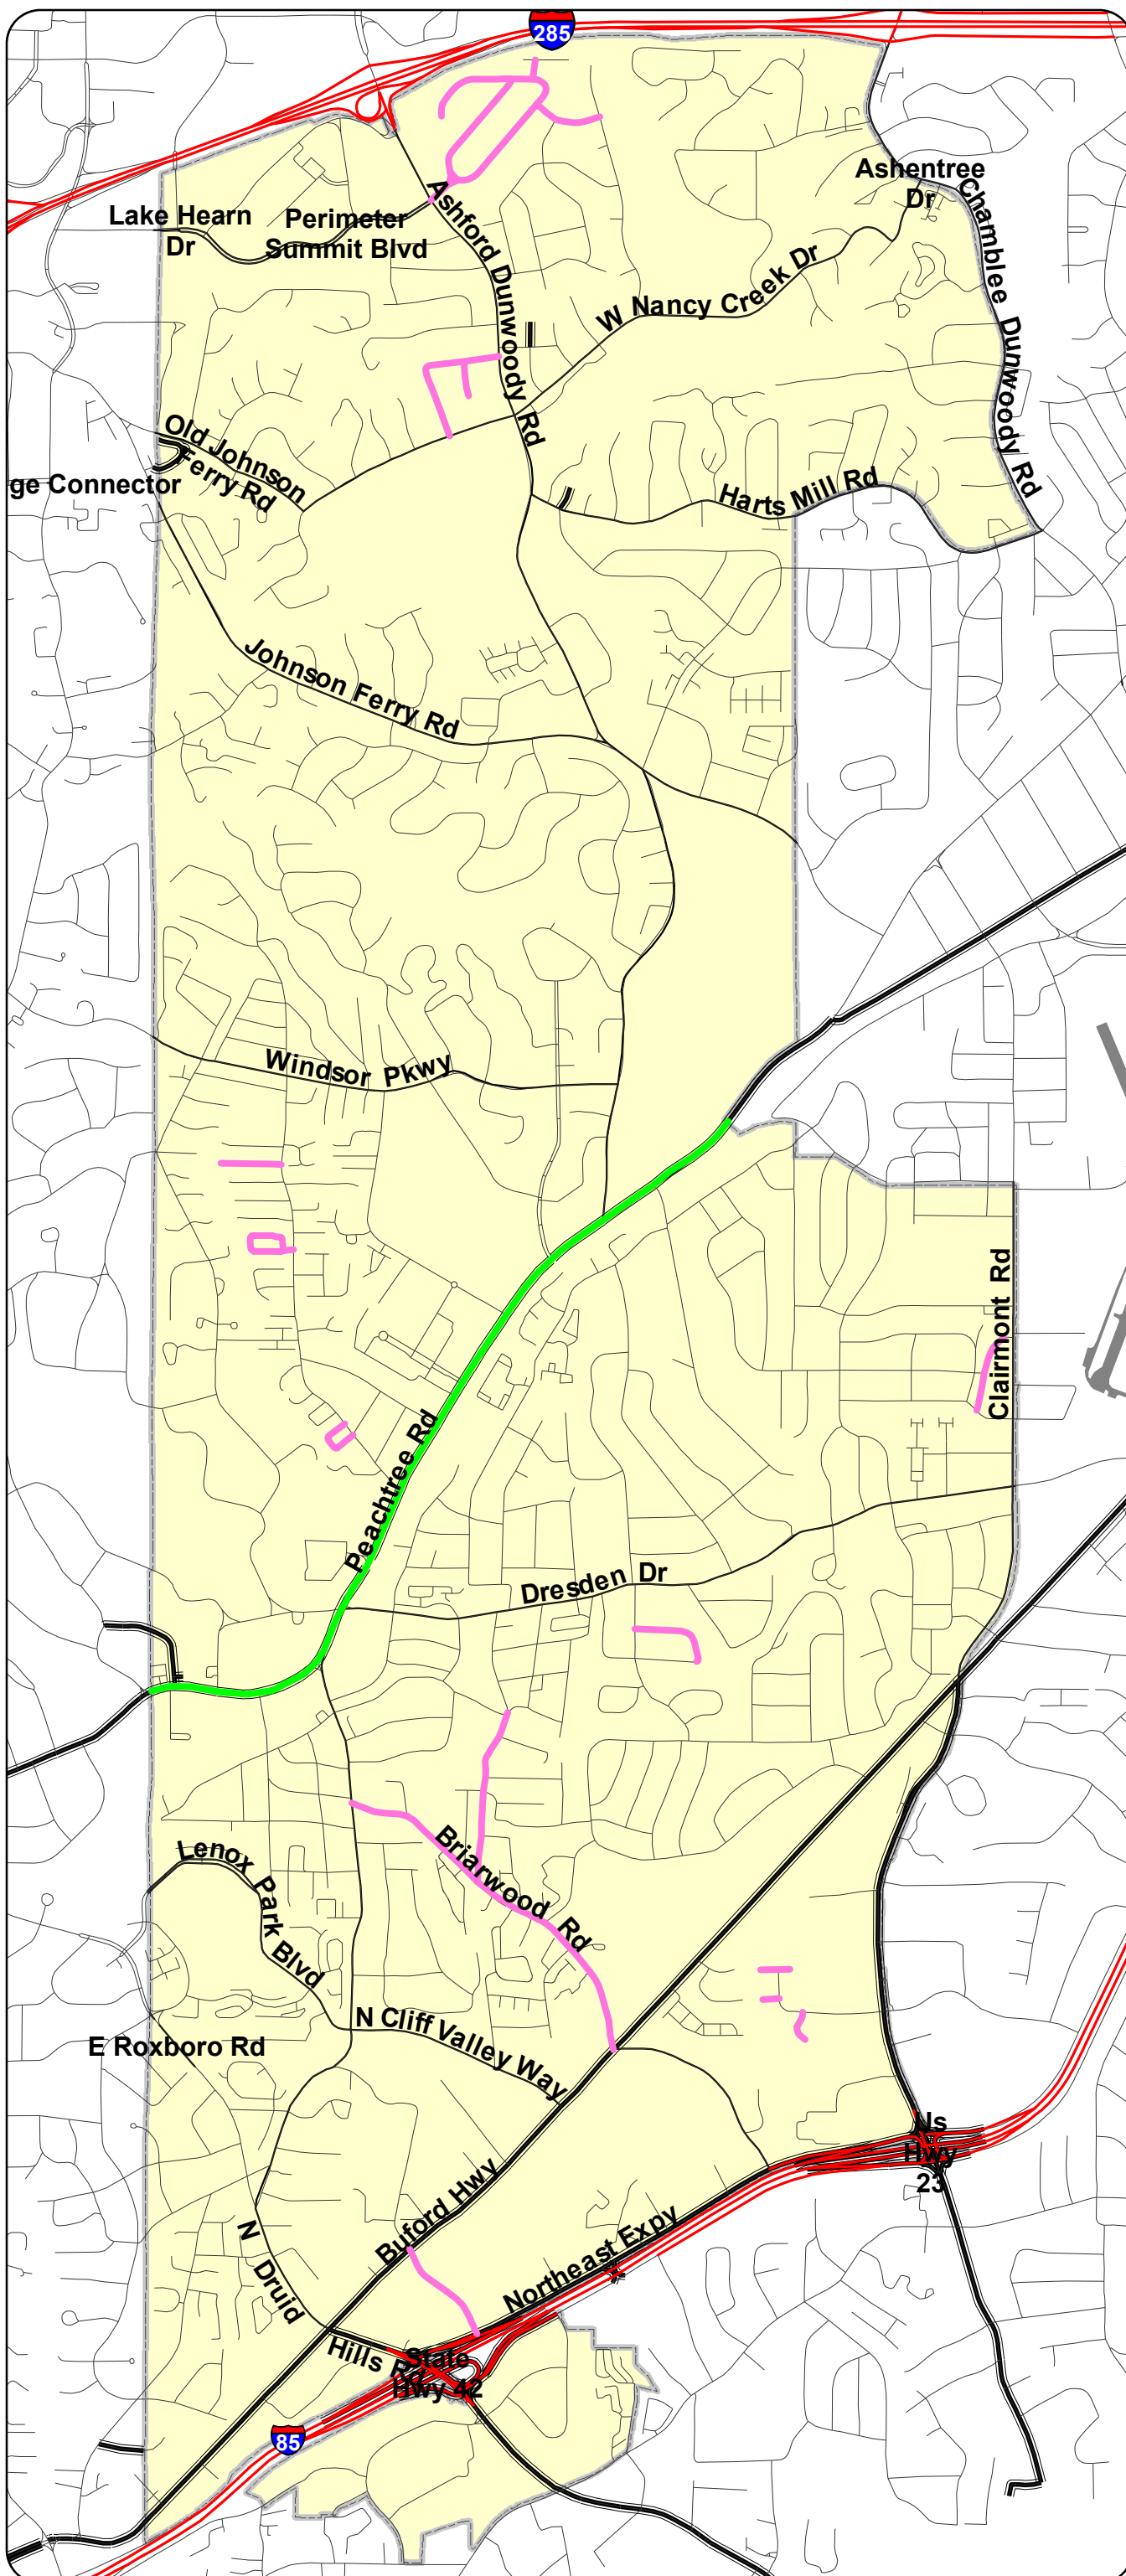 285
Ashentree
Dr
Chamblee Dunwoody Rd
Lake Hearn
Dr
Perimeter
Summit Blvd
Ashford Dunwoody Rd
W Nancy Creek Dr
Old Johnson
Ferry Rd
ge Connector
Harts Mill Rd
Johnson Ferry Rd
Windsor Pkwy
Clairmont Rd
Peachtree Rd
Dresden Dr
Briarwood Rd
Lenox Park Blvd
N Cliff Valley Way
E Roxboro Rd
Us
Hwy
23
Buford Hwy
Northeast Expy
N Druid
Hills Rd
State
Hwy 42
85